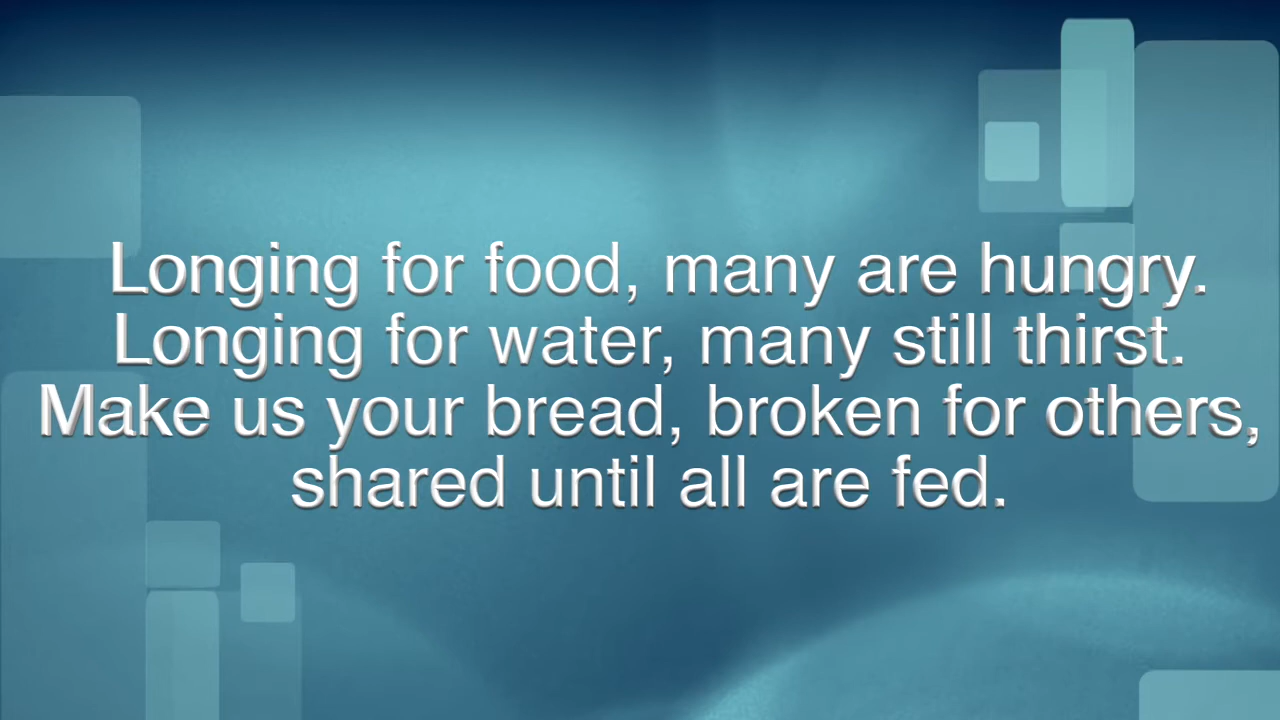 Longing for food, many are hungry.
Longing for water, many still thirst.
Make us your bread, broken for others,
shared until all are fed.